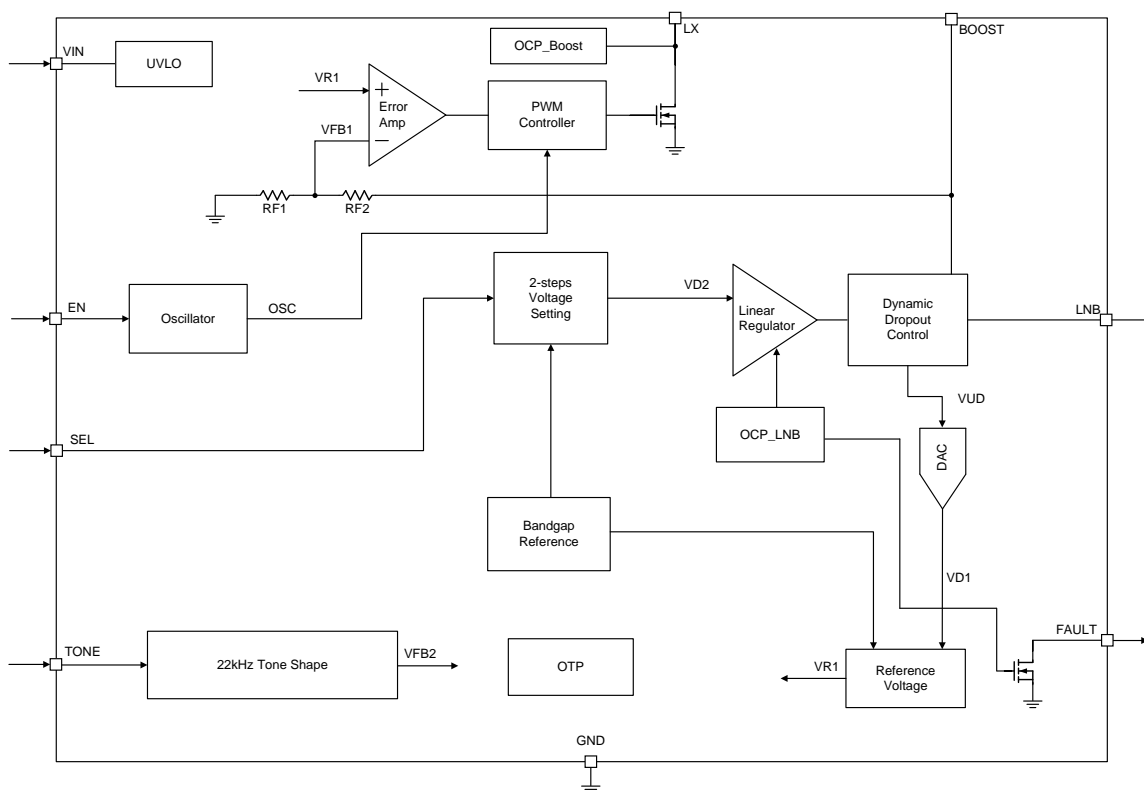 LX
BOOST
VIN
UVLO
OCP_Boost
VR1
Error
Amp
PWM
Controller
VFB1
RF1
RF2
EN
Oscillator
OSC
2-steps
Voltage
Setting
VD2
Linear
Regulator
Dynamic
Dropout
Control
LNB
VUD
SEL
OCP_LNB
DAC
Bandgap
Reference
VD1
TONE
22kHz Tone Shape
VFB2
OTP
VR1
Reference
Voltage
FAULT
GND